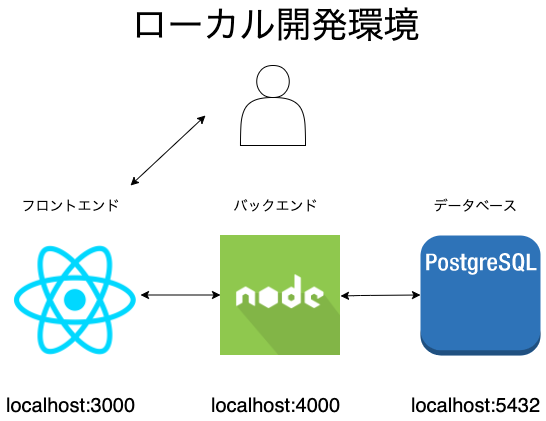 ローカル開発環境
フロントエンド
バックエンド
データベース
node
PostgreSQL
localhost:3000
localhost:4000
localhost:5432